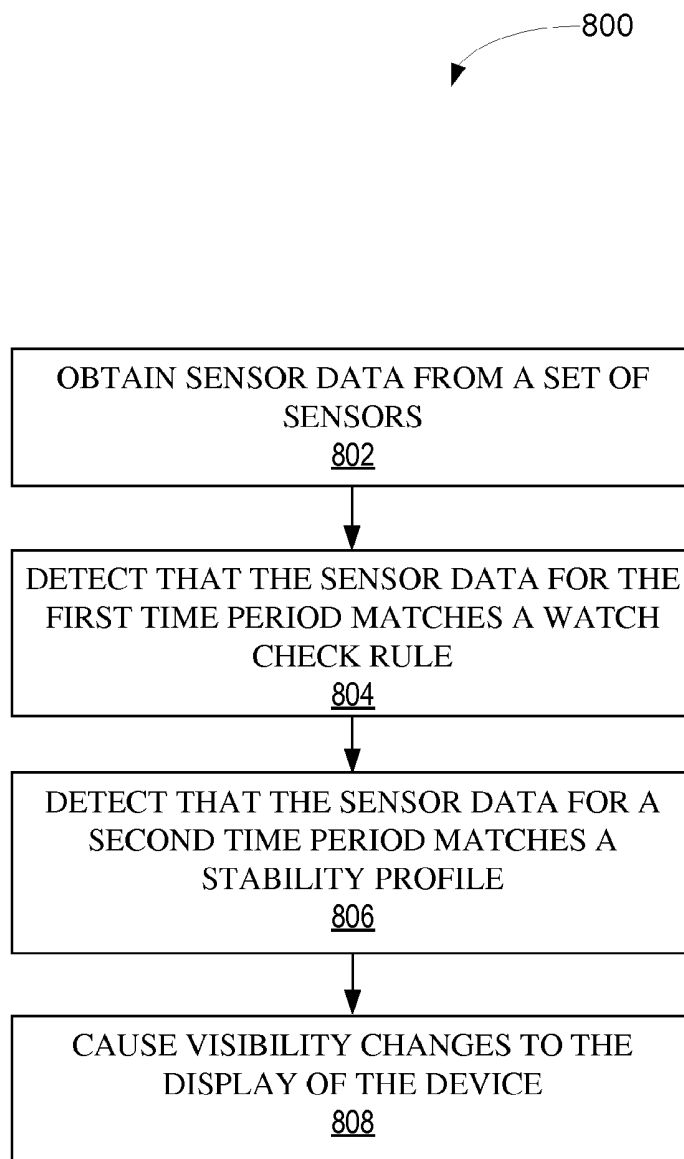 800
OBTAIN SENSOR DATA FROM A SET OF
SENSORS
802
DETECT THAT THE SENSOR DATA FOR THE
FIRST TIME PERIOD MATCHES A WATCH
CHECK RULE
804
DETECT THAT THE SENSOR DATA FOR A
SECOND TIME PERIOD MATCHES A
STABILITY PROFILE
806
CAUSE VISIBILITY CHANGES TO THE
DISPLAY OF THE DEVICE
808